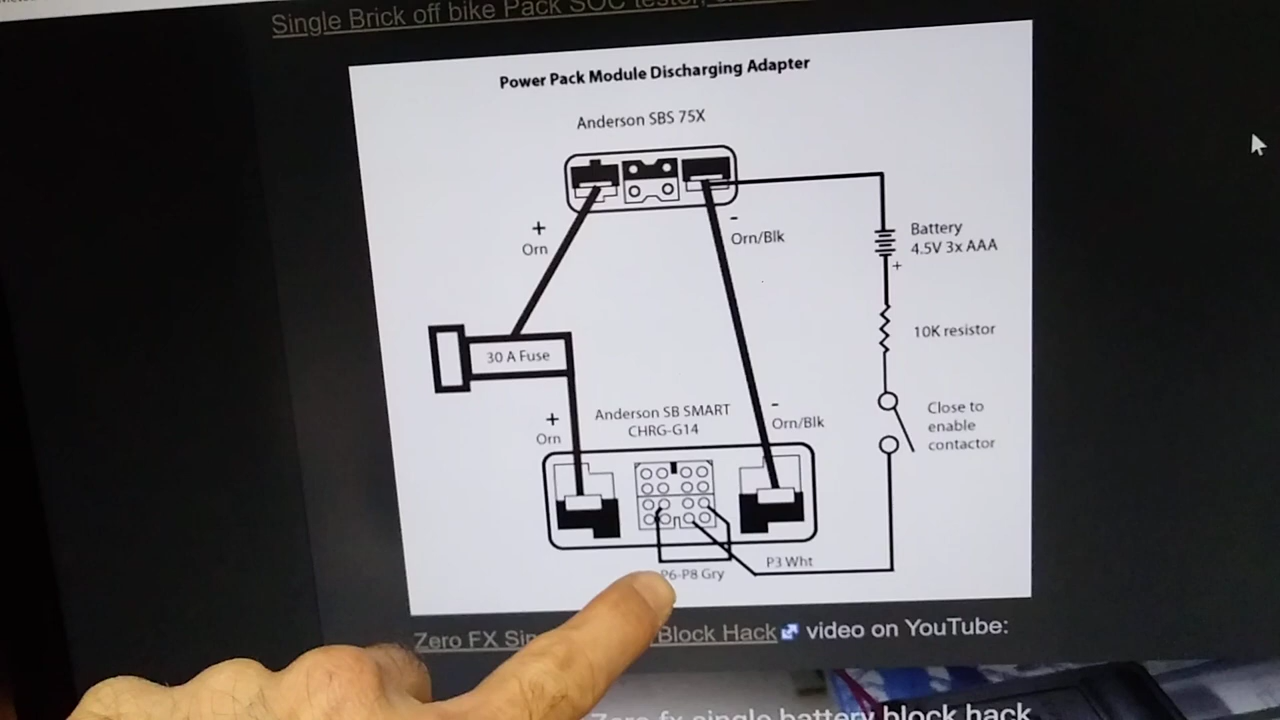 Single Brick off bike Pack SOC tester,
Power Pack Module Discharging Adapter
Anderson SBS 75X
+
Orn
-
Orn/Blk
Battery
4.5V 3x AAA
+
10K resistor
30 A Fuse
Close to
enable
contactor
+
Orn
Anderson SB SMART
CHRG-G14
-
Orn/Blk
P6-P8 Gry
P3 Wht
Zero FX Sin Block Hack video on YouTube:
Zero fx single battery block hack